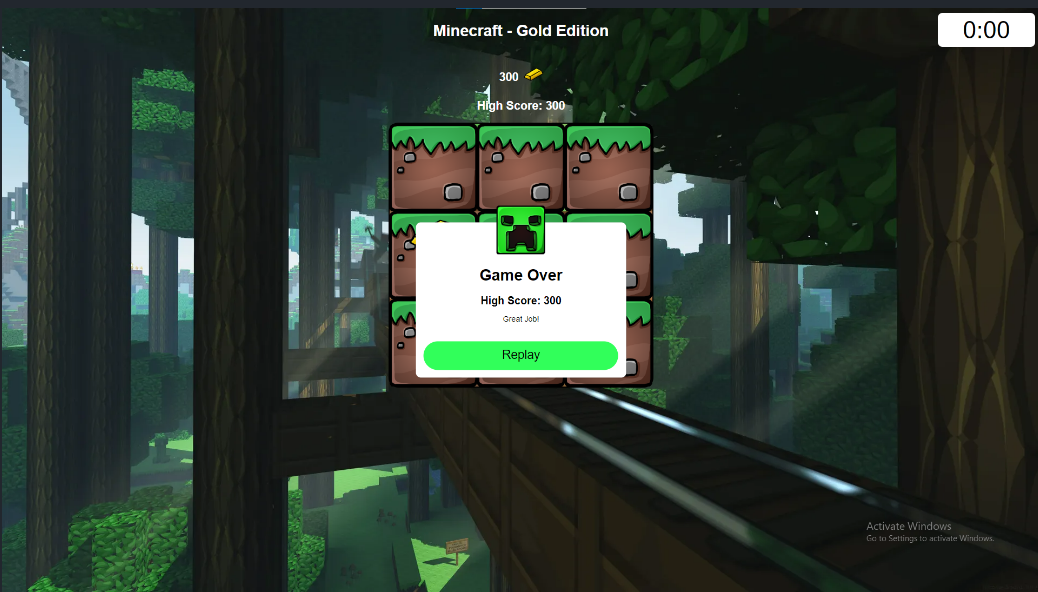 Minecraft - Gold Edition
0:00
300
High Score: 300
Game Over
High Score: 300
Great Job!
Replay
Activate Windows
Go to Settings to activate Windows.